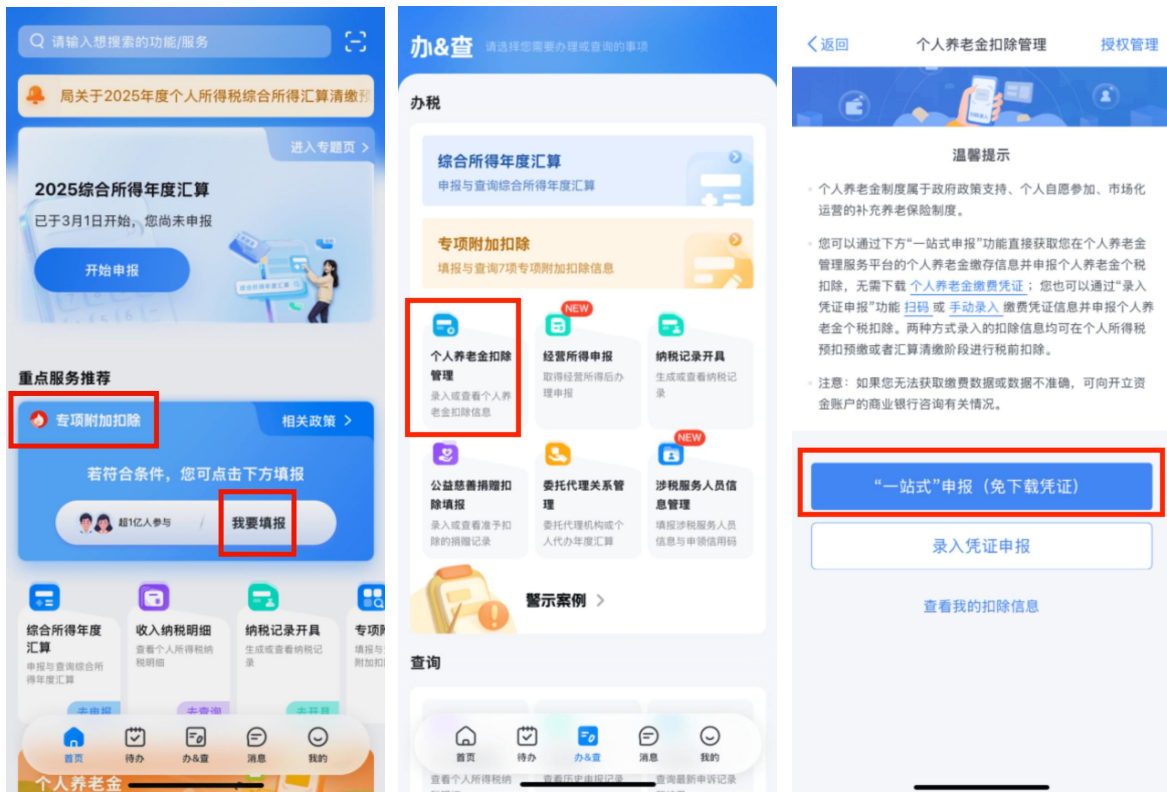 请输入想搜索的功能/服务
局关于2025年度个人所得税综合所得汇算清缴预
进入专题页 >
2025综合所得年度汇算
已于3月1日开始，您尚未申报
开始申报
重点服务推荐
专项附加扣除
相关政策 >
若符合条件，您可点击下方填报
超1亿人参与 / 我要填报
综合所得年度
汇算
申报与查询综合所
得年度汇算
去申报
收入纳税明细
查看个人所得税纳
税明细
去查询
纳税记录开具
生成或查看纳税记
录
去开具
专项附
填报与
附加扣
首页
待办
办&查
消息
我的
个人养老金
办&查 请选择您需要办理或查询的事项
办税
综合所得年度汇算
申报与查询综合所得年度汇算
专项附加扣除
填报与查询7项专项附加扣除信息
个人养老金扣除
管理
录入或查看个人养
老金扣除信息
NEW
经营所得申报
取得经营所得后办
理申报
纳税记录开具
生成或查看纳税记
录
公益慈善捐赠扣
除填报
录入或查看准予扣
除的捐赠记录
委托代理关系管
理
委托代理机构或个
人代办年度汇算
NEW
涉税服务人员信
息管理
填报涉税服务人员
信息与申领信用码
警示案例 >
查询
首页
待办
办&查
消息
我的
查看个人所得税纳
查看历史申报记录
查询最新申诉记录
返回
个人养老金扣除管理
授权管理
温馨提示
个人养老金制度属于政府政策支持、个人自愿参加、市场化
运营的补充养老保险制度。
您可以通过下方“一站式申报”功能直接获取您在个人养老金
管理服务平台的个人养老金缴存信息并申报个人养老金个税
扣除，无需下载 个人养老金缴费凭证 ；您也可以通过“录入
凭证申报”功能 扫码 或 手动录入 缴费凭证信息并申报个人养
老金个税扣除。两种方式录入的扣除信息均可在个人所得税
预扣预缴或者汇算清缴阶段进行税前扣除。
注意：如果您无法获取缴费数据或数据不准确，可向开立资
金账户的商业银行咨询有关情况。
“一站式”申报（免下载凭证）
录入凭证申报
查看我的扣除信息